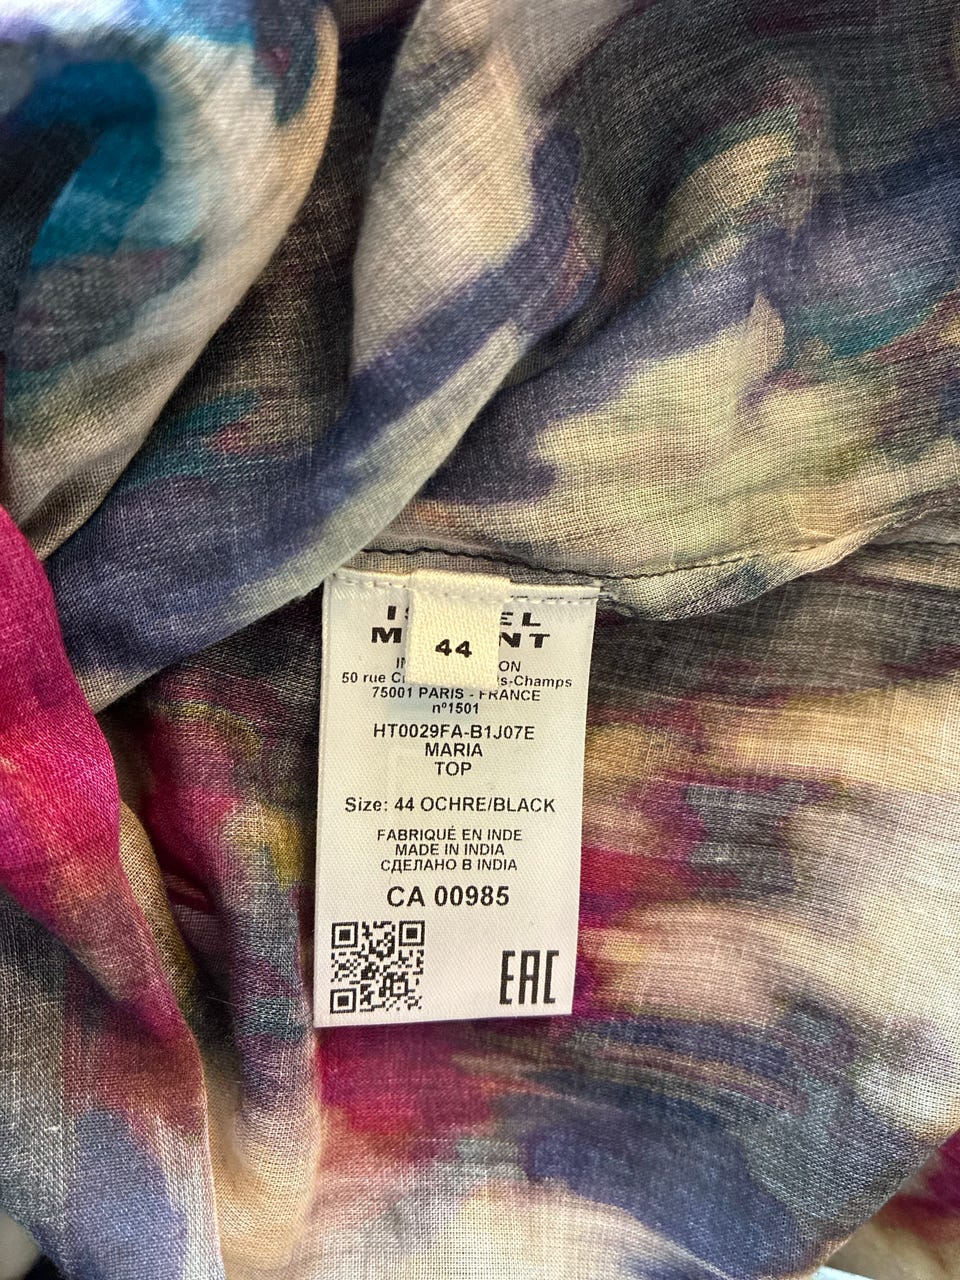 44
50 rue
75001 PARIS - FRANCE
n°1501
HT0029FA-B1J07E
MARIA
TOP
Size: 44 OCHRE/BLACK
FABRIQUÉ EN INDE
MADE IN INDIA
СДЕЛАНО В INDIA
CA 00985
EAC